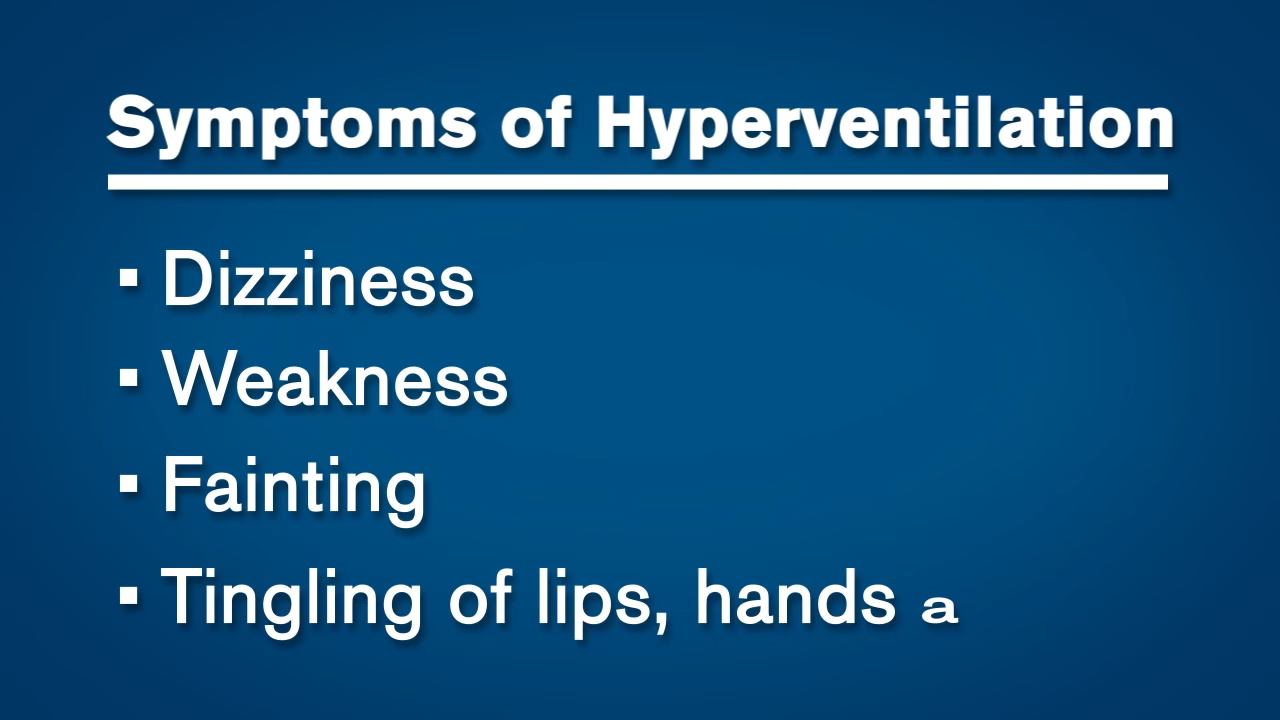 Symptoms of Hyperventilation
▪ Dizziness
▪ Weakness
▪ Fainting
▪ Tingling of lips, hands a